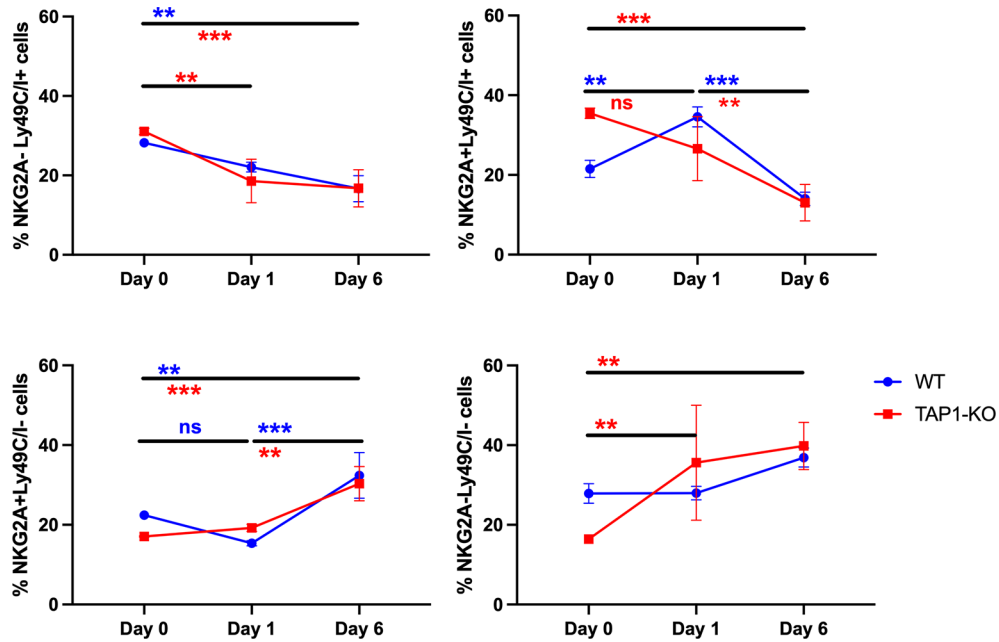 % NKG2A- Ly49C/I+ cells
60
40
20
0
**
***
**
Day 0 Day 1 Day 6
% NKG2A+Ly49C/I+ cells
60
40
20
0
***
** ***
ns **
Day 0 Day 1 Day 6
% NKG2A+Ly49C/I- cells
60
40
20
0
**
***
ns ***
**
Day 0 Day 1 Day 6
% NKG2A-Ly49C/I- cells
60
40
20
0
**
**
Day 0 Day 1 Day 6
WT
TAP1-KO